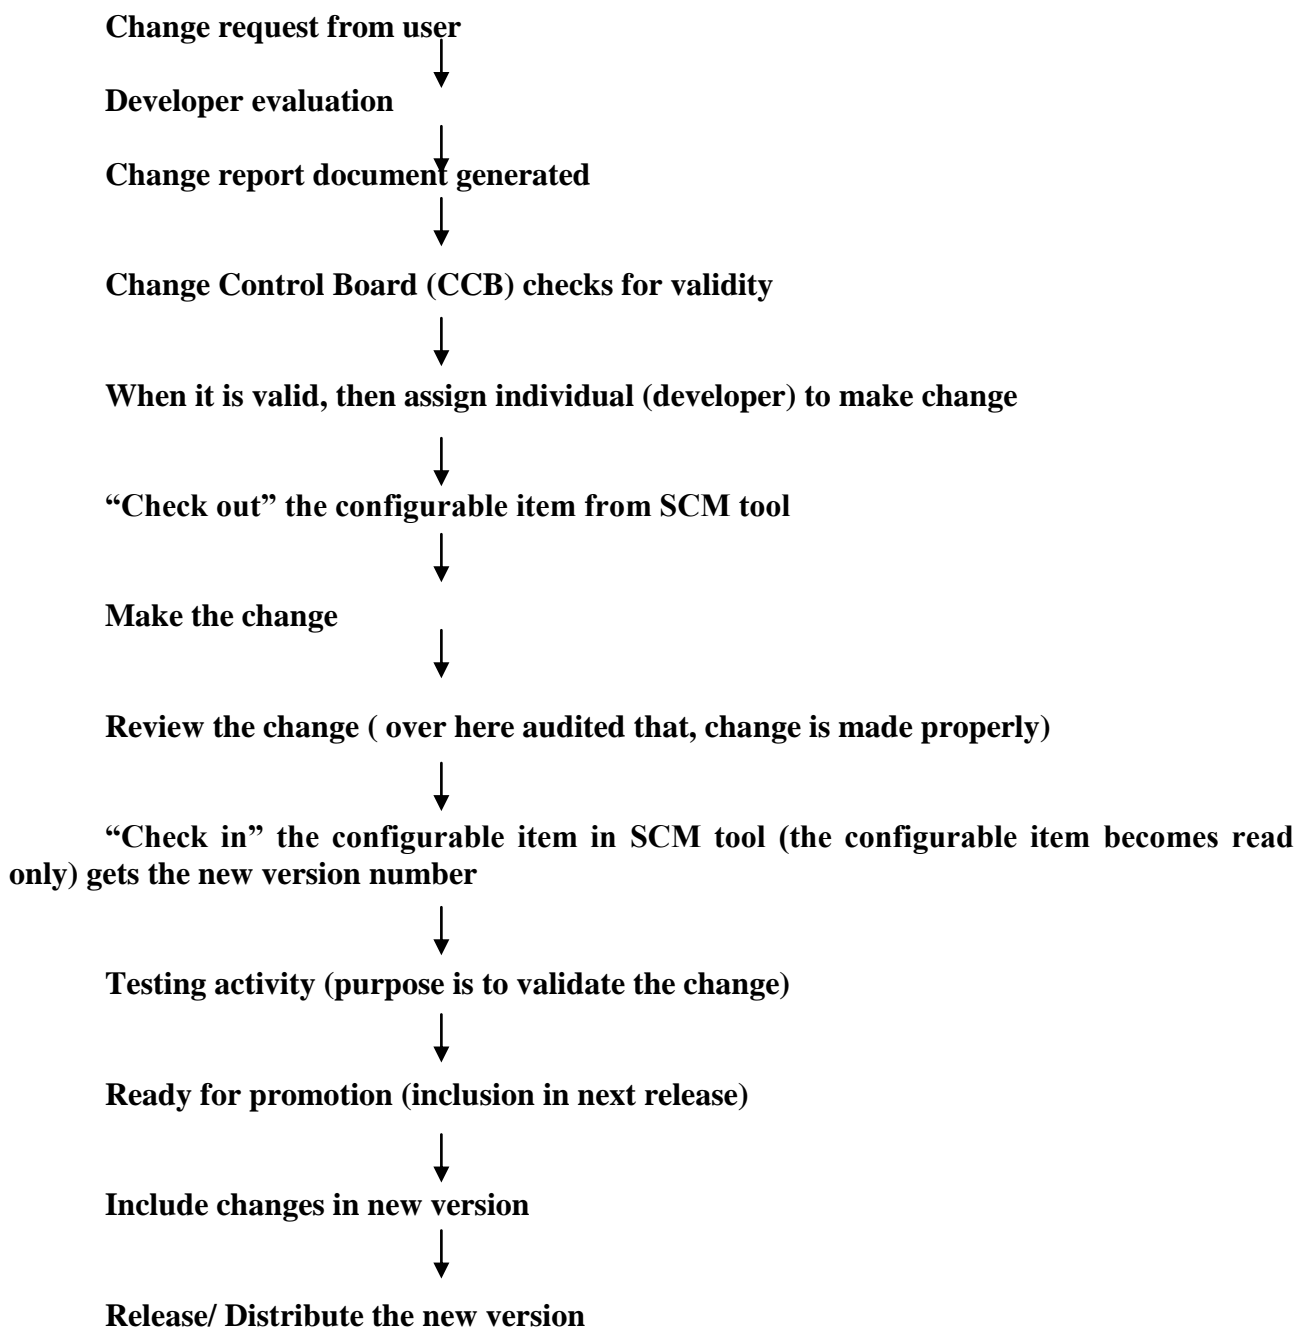 Change request from user
Developer evaluation
Change report document generated
Change Control Board (CCB) checks for validity
When it is valid, then assign individual (developer) to make change
“Check out” the configurable item from SCM tool
Make the change
Review the change ( over here audited that, change is made properly)
“Check in” the configurable item in SCM tool (the configurable item becomes read
only) gets the new version number
Testing activity (purpose is to validate the change)
Ready for promotion (inclusion in next release)
Include changes in new version
Release/ Distribute the new version